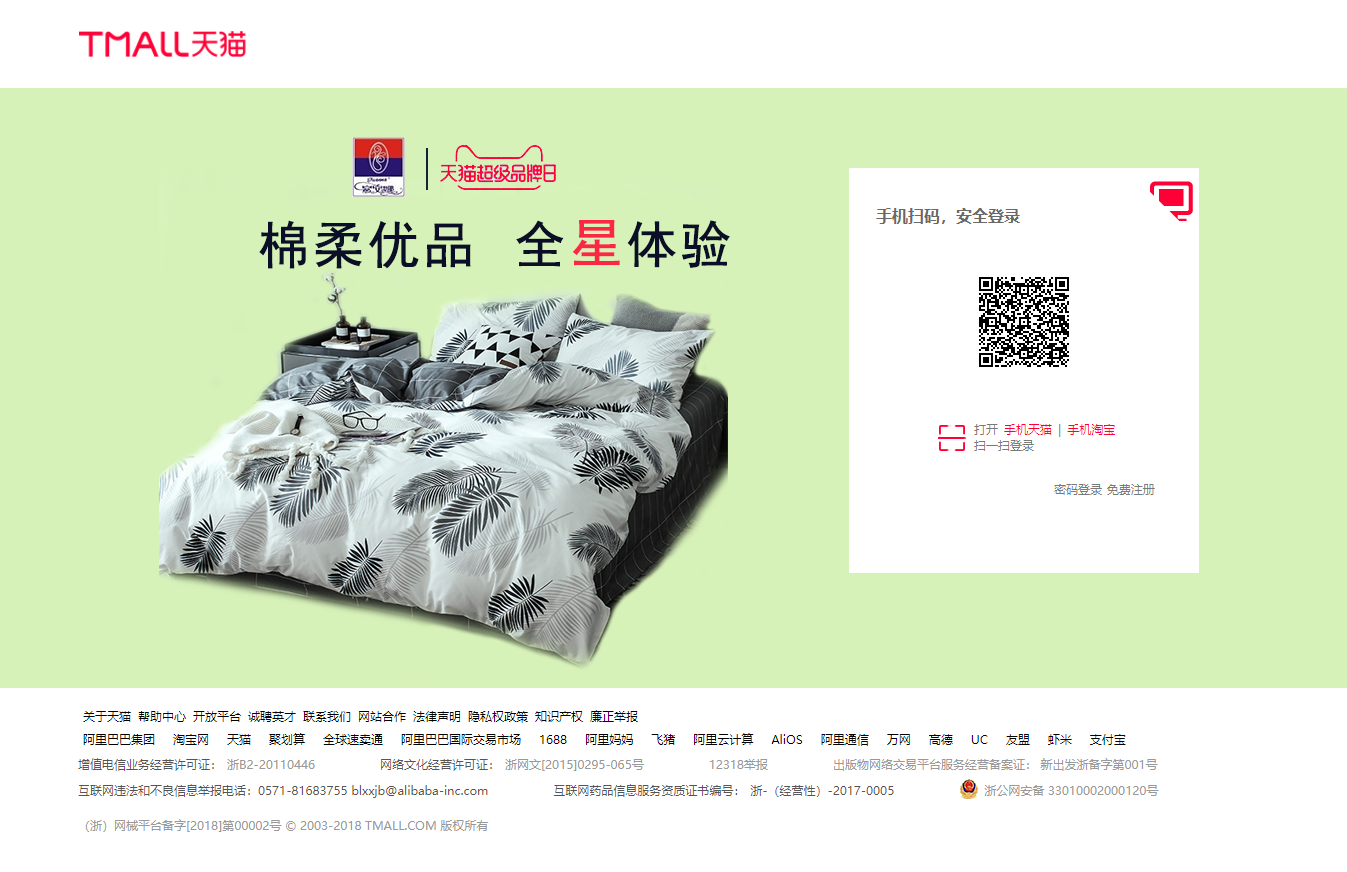 TMALL天猫
天猫超级品牌日
棉柔优品 全星体验
手机扫码，安全登录
打开 手机天猫 | 手机淘宝
扫一扫登录
密码登录 免费注册
关于天猫 帮助中心 开放平台 诚聘英才 联系我们 网站合作 法律声明 隐私权政策 知识产权 廉正举报
阿里巴巴集团 淘宝网 天猫 聚划算 全球速卖通 阿里巴巴国际交易市场 1688 阿里妈妈 飞猪 阿里云计算 AliOS 阿里通信 万网 高德 UC 友盟 虾米 支付宝
增值电信业务经营许可证： 浙B2-20110446 网络文化经营许可证： 浙网文[2015]0295-065号 12318举报 出版物网络交易平台服务经营备案证： 新出发浙备字第001号
互联网违法和不良信息举报电话：0571-81683755 blxxjb@alibaba-inc.com 互联网药品信息服务资质证书编号： 浙-（经营性）-2017-0005 浙公网安备 33010002000120号
（浙）网械平台备字[2018]第00002号 © 2003-2018 TMALL.COM 版权所有